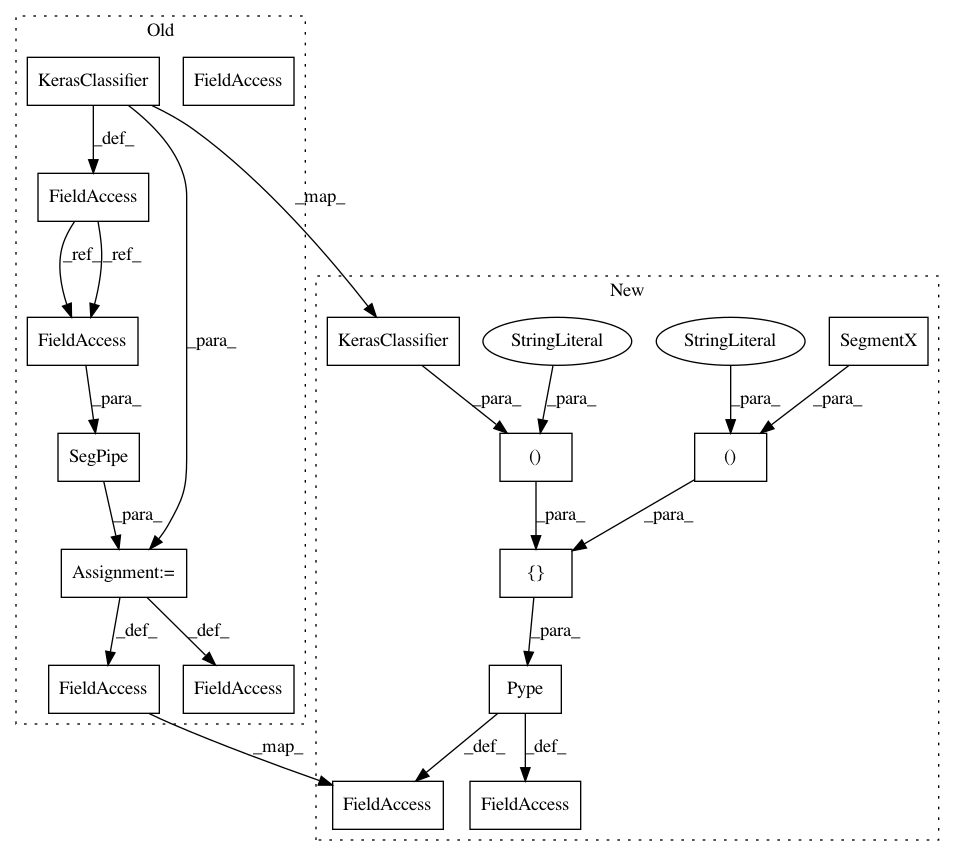 Old
KerasClassifier
FieldAccess
_def_
FieldAccess
_map_
_ref_
_ref_
New
FieldAccess
_para_
KerasClassifier
StringLiteral
StringLiteral
SegmentX
_para_
_para_
_para_
_para_
_para_
SegPipe
()
()
_para_
_para_
_para_
Assignment:=
{}
_def_
_def_
_para_
FieldAccess
FieldAccess
Pype
_map_
_def_
_def_
FieldAccess
FieldAccess